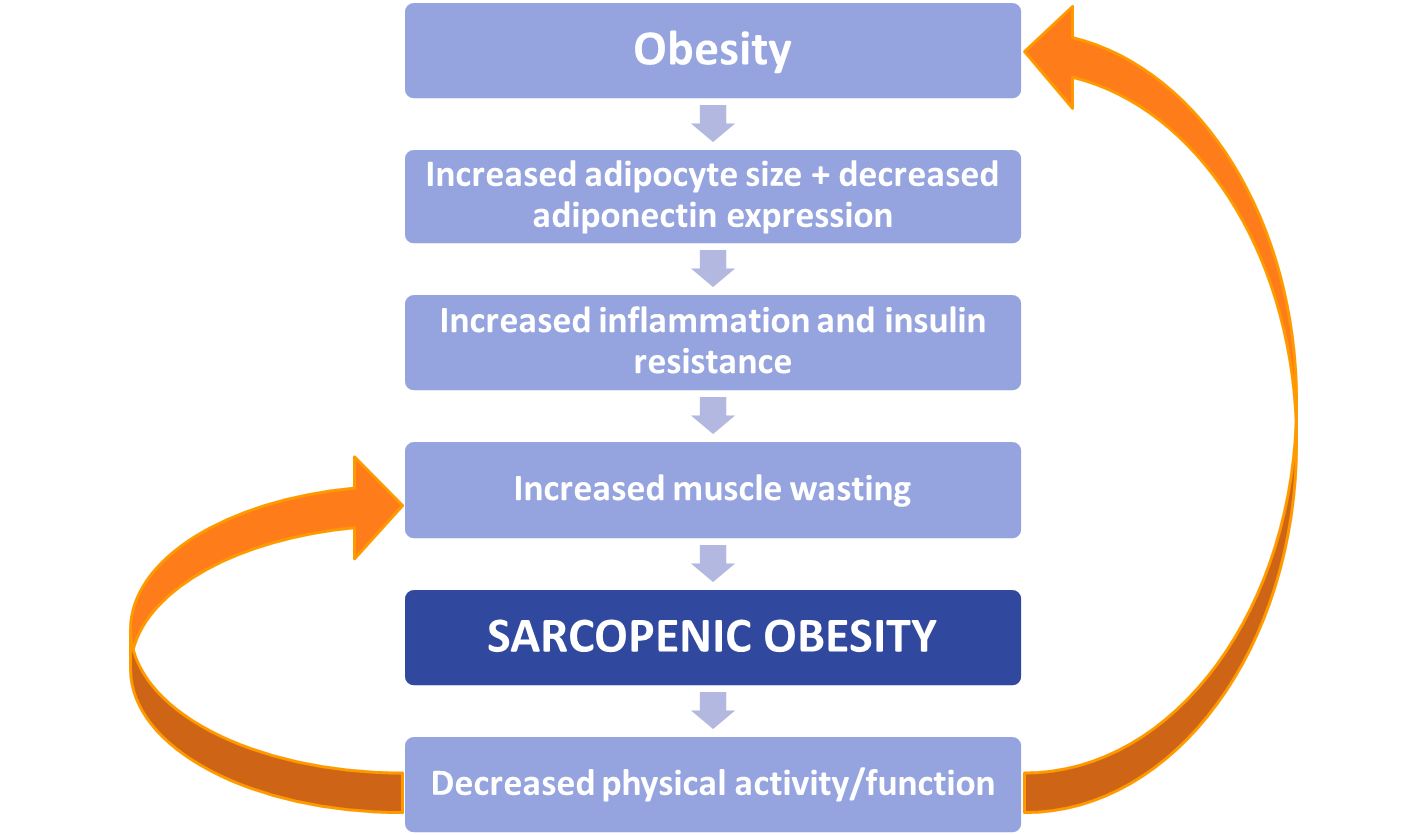 Obesity
Increased adipocyte size + decreased
adiponectin expression
Increased inflammation and insulin
resistance
Increased muscle wasting
SARCOPENIC OBESITY
Decreased physical activity/function